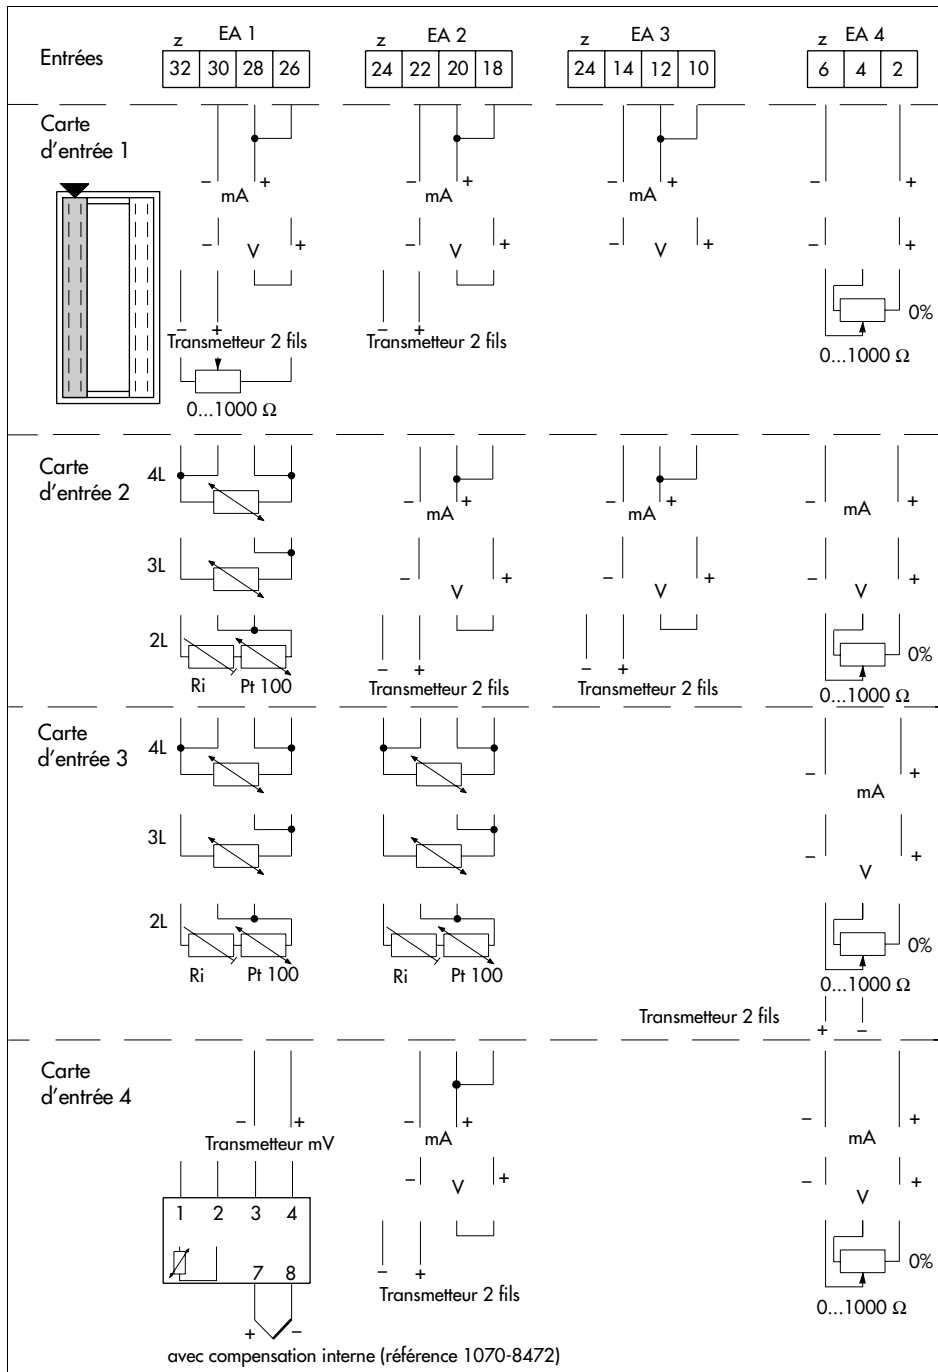 Entrées
z EA 1 z EA 2 z EA 3 z EA 4
32 30 28 26 24 22 20 18 24 14 12 10 6 4 2
Carte
d'entrée 1
– + – + – + – +
mA mA mA
– V + – V + – V + – +
– + – +
Transmetteur 2 fils Transmetteur 2 fils
0%
0...1000 Ω
0...1000 Ω
Carte
d'entrée 2
4L
– + – + – +
mA mA mA
3L
– V + – V + – V +
2L
Ri Pt 100
– + – +
Transmetteur 2 fils Transmetteur 2 fils
0%
0...1000 Ω
Carte
d'entrée 3
4L
– +
mA
3L
– +
V
2L
Ri Pt 100 Ri Pt 100
0%
0...1000 Ω
Transmetteur 2 fils
+ –
Carte
d'entrée 4
– + – + – +
Transmetteur mV mA mA
– V + – V +
1 2 3 4
7 8
– +
Transmetteur 2 fils
0%
0...1000 Ω
+ –
avec compensation interne (référence 1070-8472)